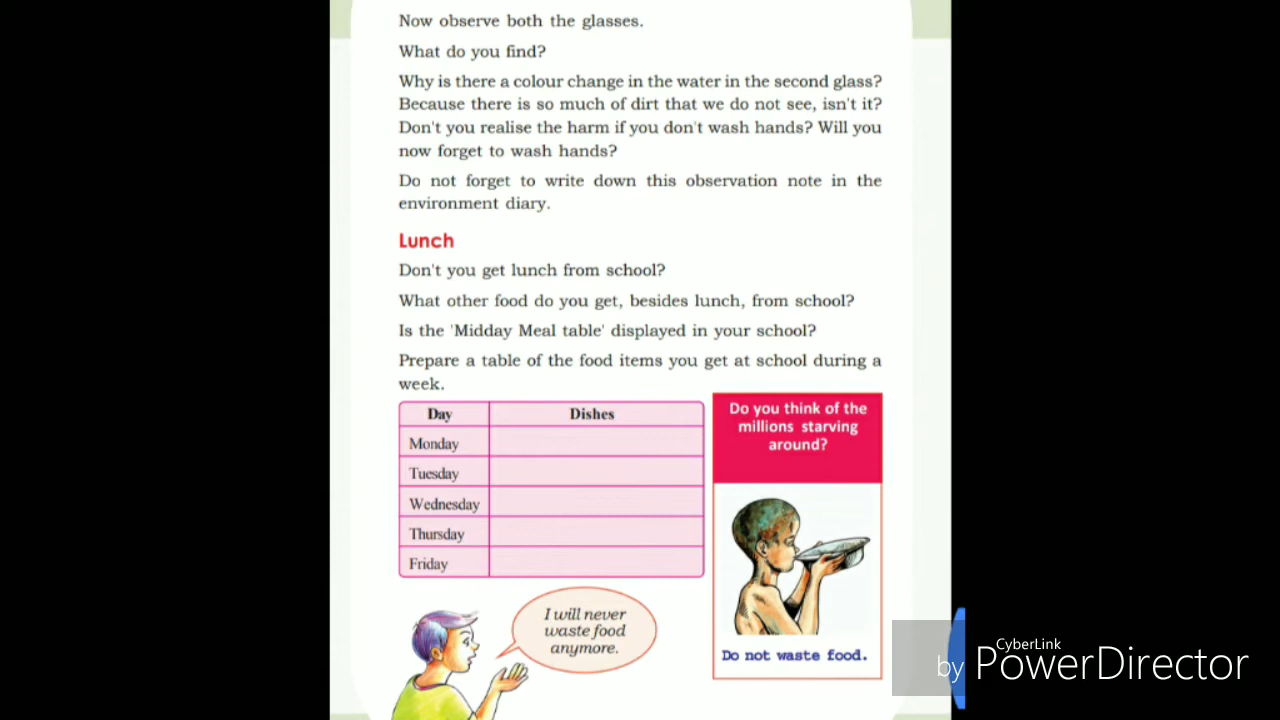 Now observe both the glasses.
What do you find?
Why is there a colour change in the water in the second glass?
Because there is so much of dirt that we do not see, isn't it?
Don't you realise the harm if you don't wash hands? Will you
now forget to wash hands?
Do not forget to write down this observation note in the
environment diary.
Lunch
Don't you get lunch from school?
What other food do you get, besides lunch, from school?
Is the 'Midday Meal table' displayed in your school?
Prepare a table of the food items you get at school during a
week.
Day Dishes
Monday
Tuesday
Wednesday
Thursday
Friday
Do you think of the
millions starving
around?
Do not waste food.
I will never
waste food
anymore.
CyberLink
by PowerDirector